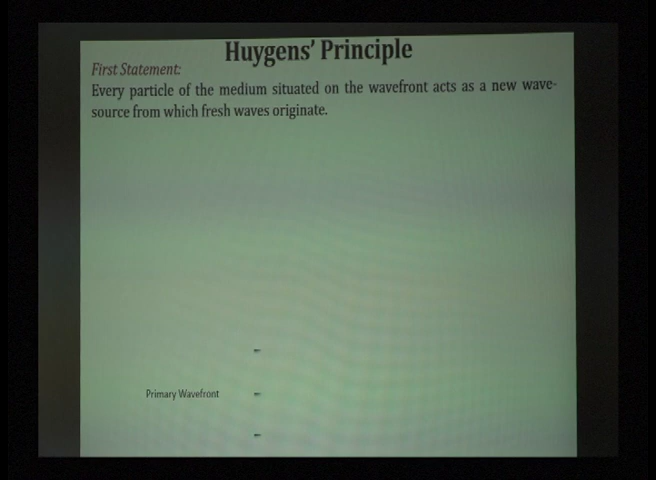 Huygens' Principle
First Statement:
Every particle of the medium situated on the wavefront acts as a new wave-
source from which fresh waves originate.
Primary Wavefront